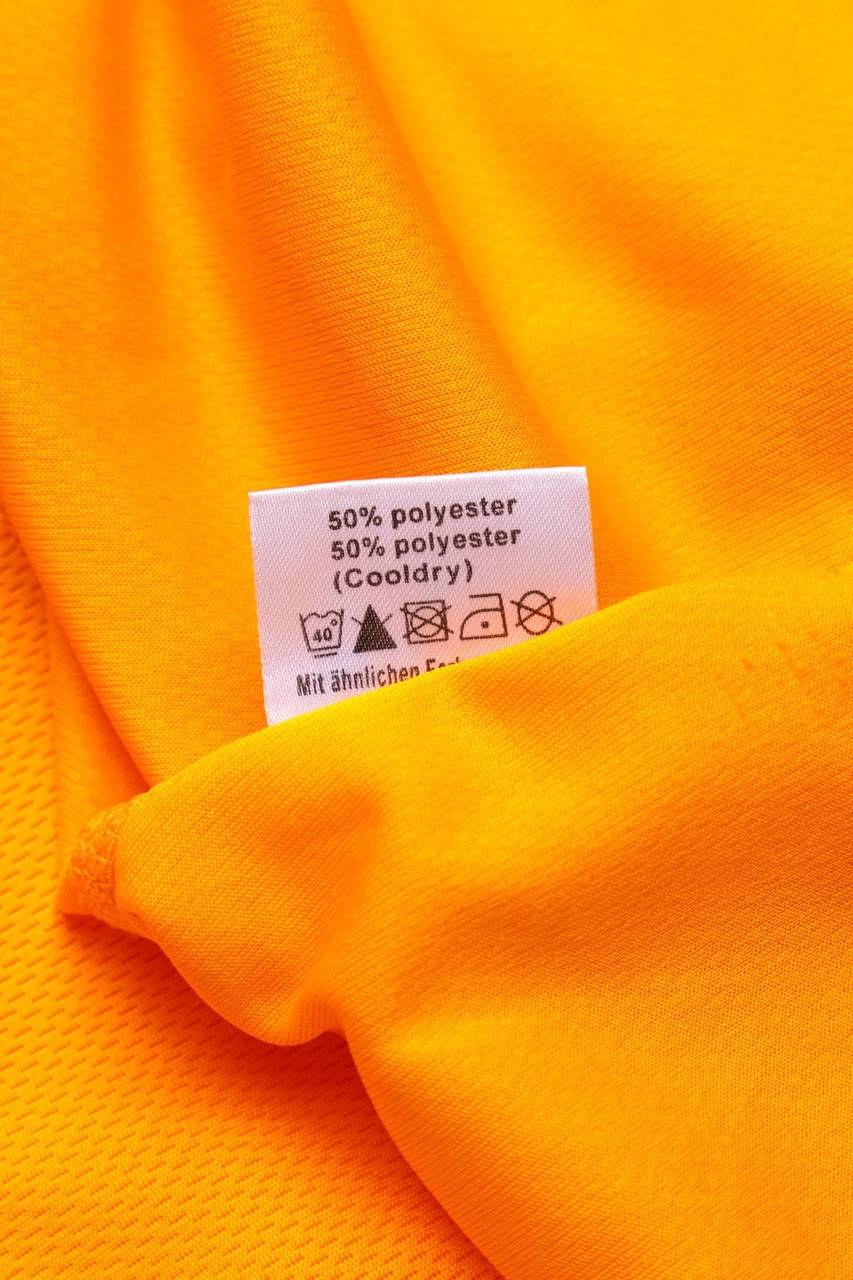 50% polyester
50% polyester
(Cooldry)
40°
Mit ähnlichen